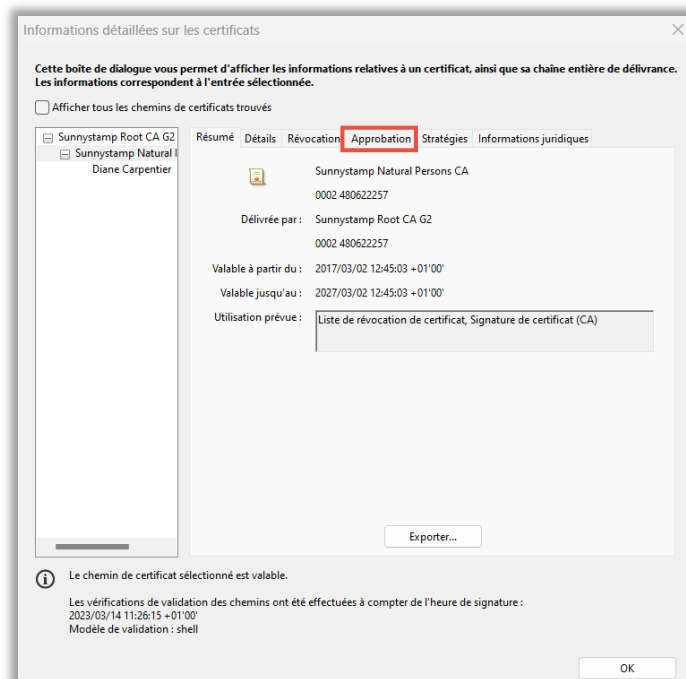 Informations détaillées sur les certificats
Cette boîte de dialogue vous permet d'afficher les informations relatives à un certificat, ainsi que sa chaîne entière de délivrance.
Les informations correspondent à l'entrée sélectionnée.
Afficher tous les chemins de certificats trouvés
Sunnystamp Root CA G2
Sunnystamp Natural
Diane Carpentier
Résumé Détails Révocation Approbation Stratégies Informations juridiques
Sunnystamp Natural Persons CA
0002 480622257
Délivrée par : Sunnystamp Root CA G2
0002 480622257
Valable à partir du : 2017/03/02 12:45:03 +01'00'
Valable jusqu'au : 2027/03/02 12:45:03 +01'00'
Utilisation prévue : Liste de révocation de certificat, Signature de certificat (CA)
Exporter...
Le chemin de certificat sélectionné est valable.
Les vérifications de validation des chemins ont été effectuées à compter de l'heure de signature :
2023/03/14 11:26:15 +01'00'
Modèle de validation : shell
OK